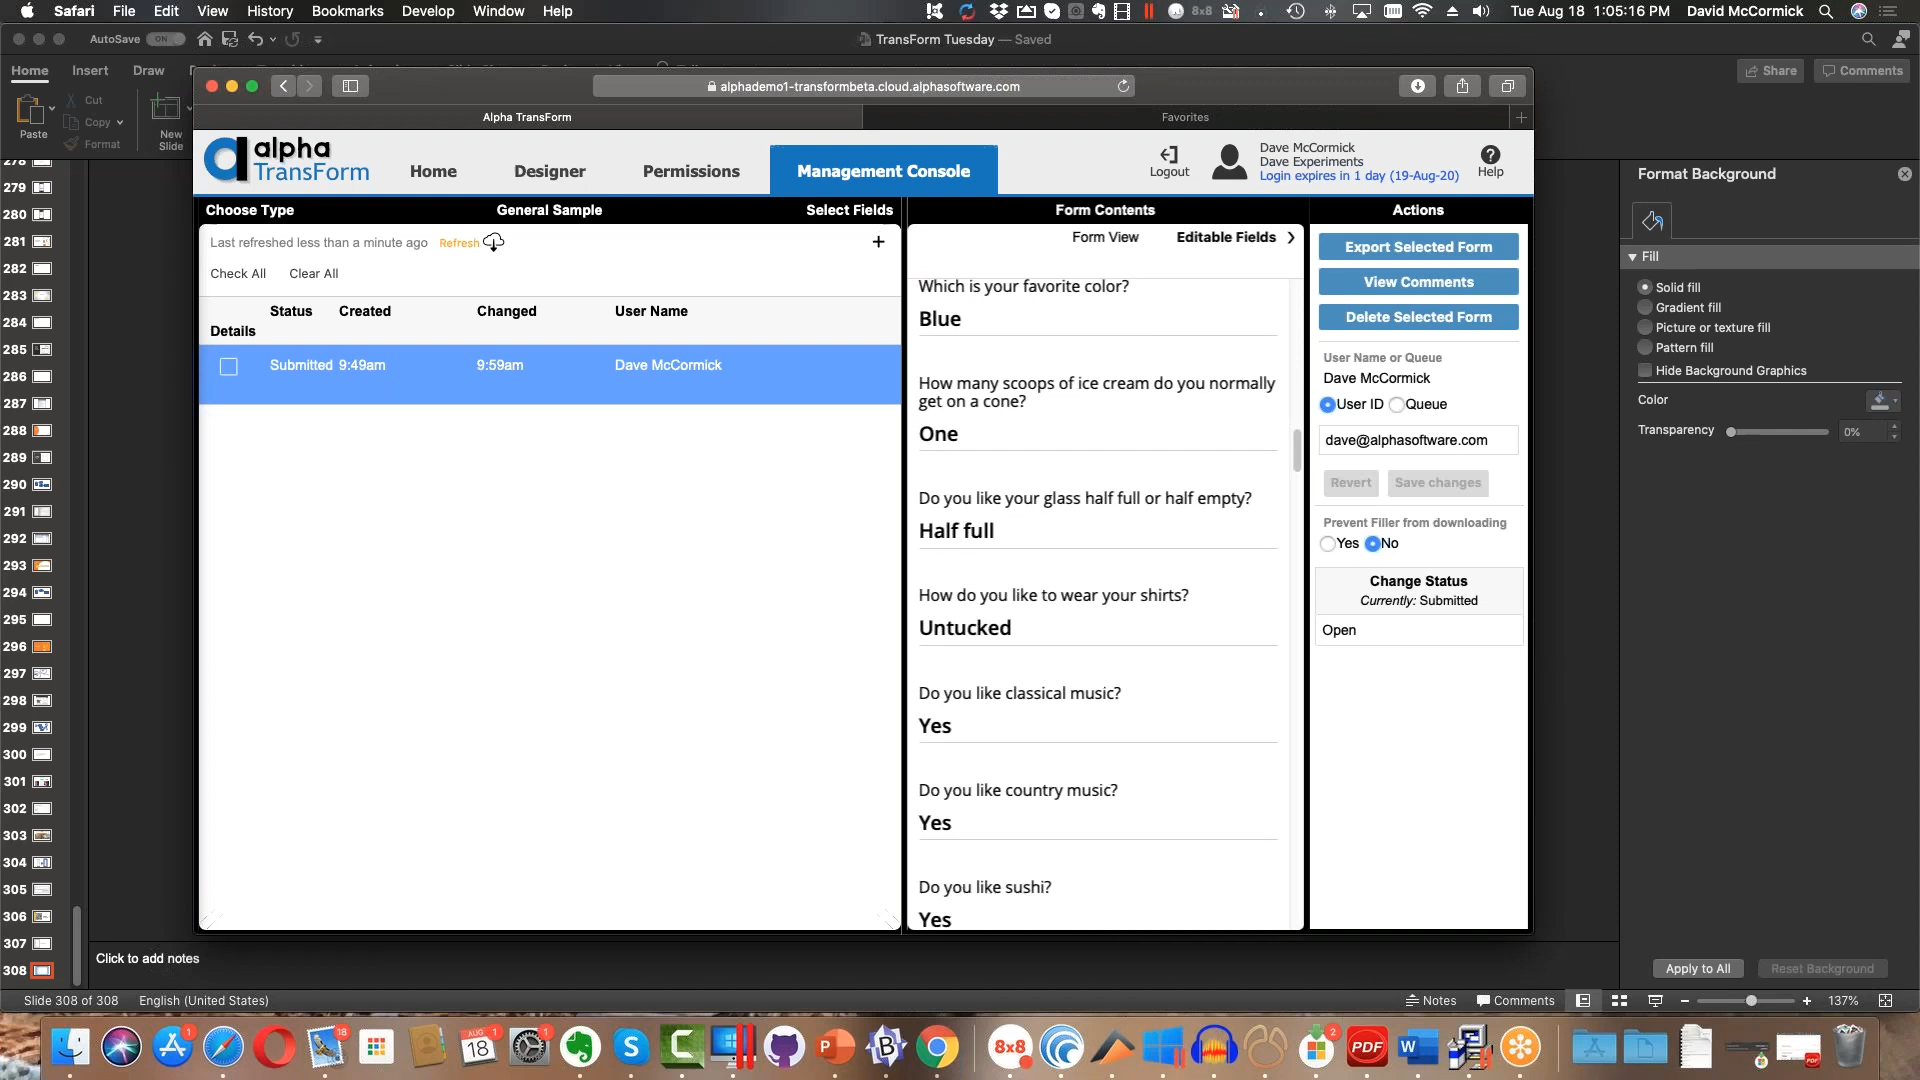 Safari File Edit View History Bookmarks Develop Window Help
8x8
Tue Aug 18 1:05:16 PM David McCormick
AutoSave ON
TransForm Tuesday — Saved
Home Insert Draw
Share Comments
Paste
Cut
Copy
Format
New
Slide
alphademo1-transformbeta.cloud.alphasoftware.com
Alpha TransForm
Favorites
alpha
TransForm
Home
Designer
Permissions
Management Console
Logout
Dave McCormick
Dave Experiments
Login expires in 1 day (19-Aug-20)
Help
Choose Type
General Sample
Select Fields
Last refreshed less than a minute ago Refresh
+
Check All Clear All
Status Created Changed User Name
Details
Submitted 9:49am 9:59am Dave McCormick
Form Contents
Form View Editable Fields
Which is your favorite color?
Blue
How many scoops of ice cream do you normally
get on a cone?
One
Do you like your glass half full or half empty?
Half full
How do you like to wear your shirts?
Untucked
Do you like classical music?
Yes
Do you like country music?
Yes
Do you like sushi?
Yes
Actions
Export Selected Form
View Comments
Delete Selected Form
User Name or Queue
Dave McCormick
User ID Queue
dave@alphasoftware.com
Revert Save changes
Prevent Filler from downloading
Yes No
Change Status
Currently: Submitted
Open
Format Background
Fill
Solid fill
Gradient fill
Picture or texture fill
Pattern fill
Hide Background Graphics
Color
Transparency 0%
Apply to All Reset Background
278
279
280
281
282
283
284
285
286
287
288
289
290
291
292
293
294
295
296
297
298
299
300
301
302
303
304
305
306
307
308
Click to add notes
Slide 308 of 308 English (United States)
Notes Comments 137%
1
18
AUG 1
18
1
8x8
2
PDF
W